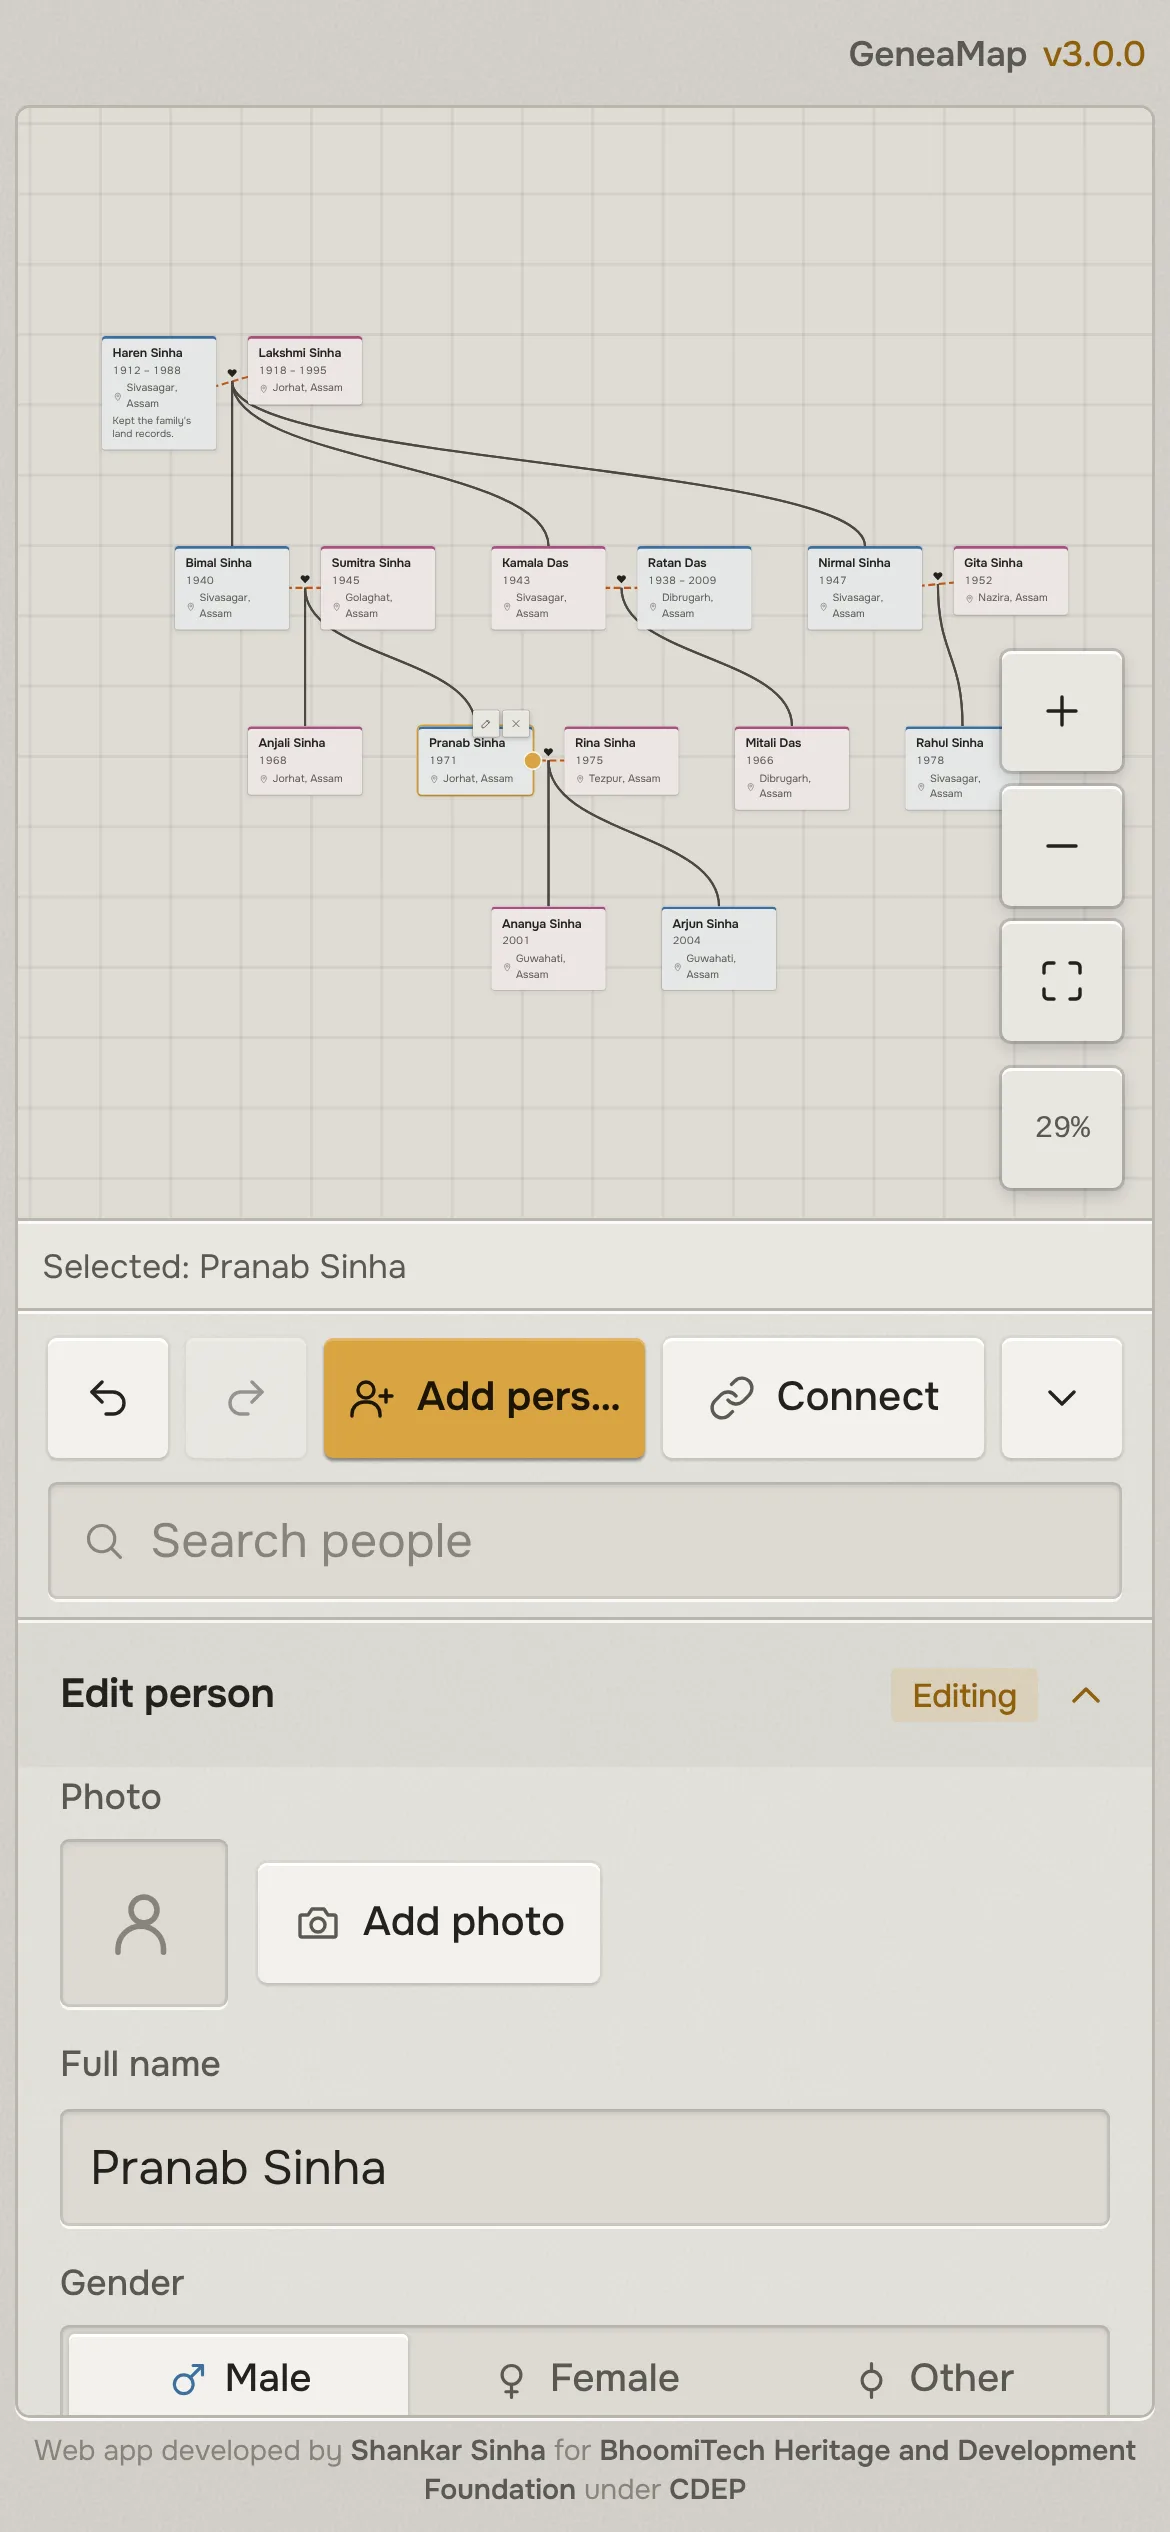 GeneaMap v3.0.0
Haren Sinha
1912 – 1988
Sivasagar,
Assam
Kept the family's
land records.
Lakshmi Sinha
1918 – 1995
Jorhat, Assam
Bimal Sinha
1940
Sivasagar,
Assam
Sumitra Sinha
1945
Golaghat,
Assam
Kamala Das
1943
Sivasagar,
Assam
Ratan Das
1938 – 2009
Dibrugarh,
Assam
Nirmal Sinha
1947
Sivasagar,
Assam
Gita Sinha
1952
Nazira, Assam
Anjali Sinha
1968
Jorhat, Assam
Pranab Sinha
1971
Jorhat, Assam
Rina Sinha
1975
Tezpur, Assam
Mitali Das
1966
Dibrugarh,
Assam
Rahul Sinha
1978
Sivasagar,
Assam
Ananya Sinha
2001
Guwahati,
Assam
Arjun Sinha
2004
Guwahati,
Assam
29%
Selected: Pranab Sinha
Add pers...
Connect
Search people
Edit person
Editing
Photo
Add photo
Full name
Pranab Sinha
Gender
Male
Female
Other
Web app developed by Shankar Sinha for BhoomiTech Heritage and Development
Foundation under CDEP